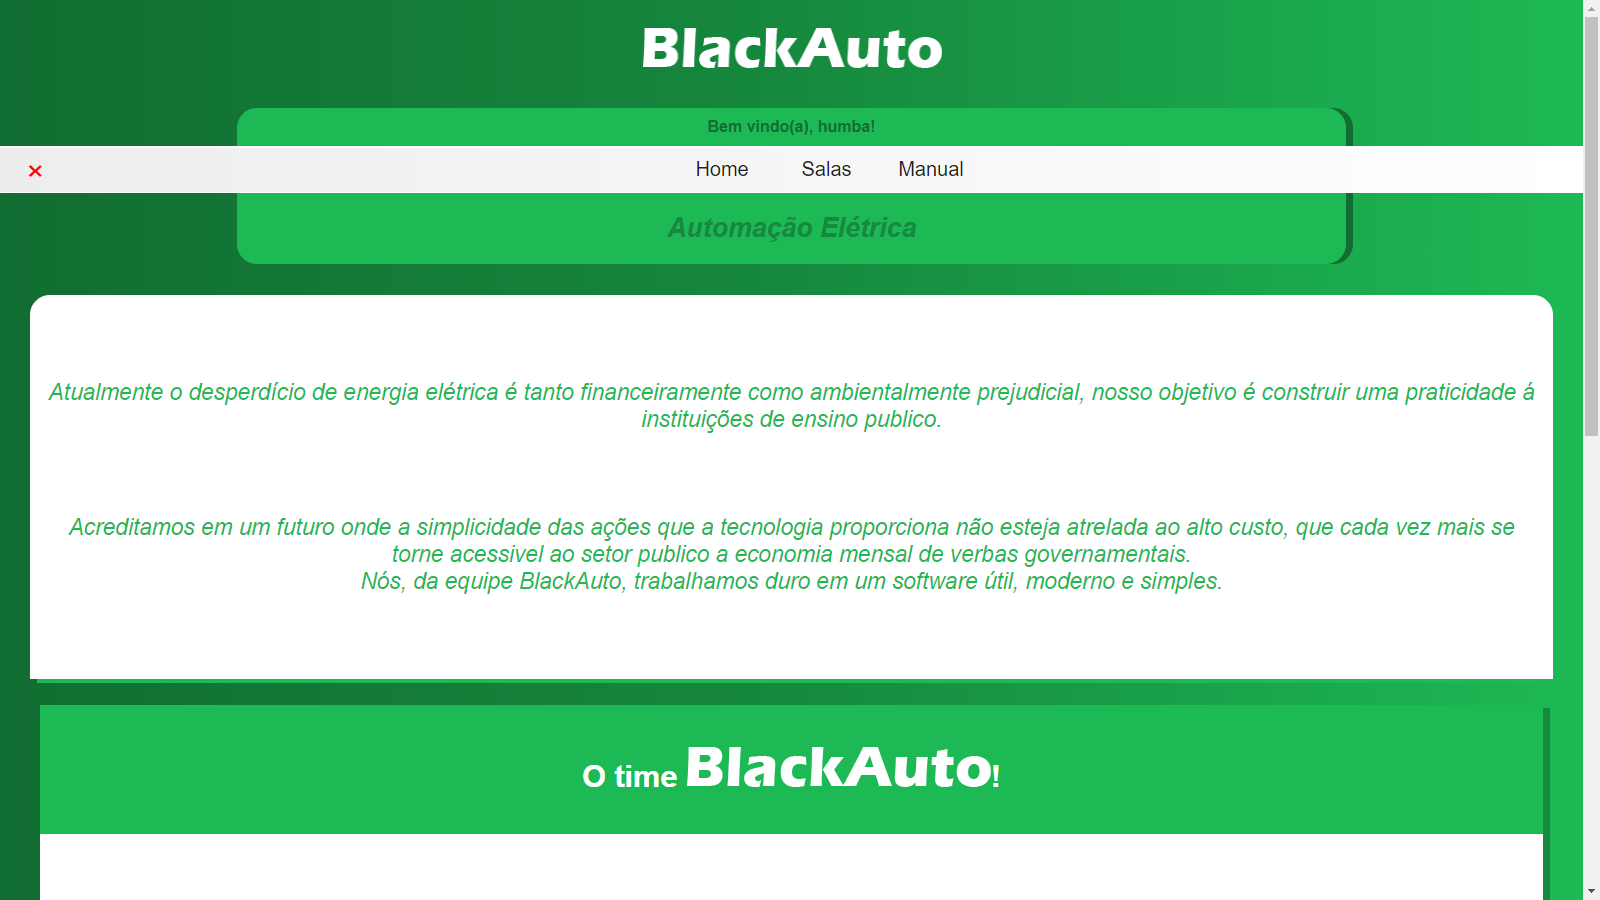 BlackAuto
Bem vindo(a), humba!
× Home Salas Manual
Automação Elétrica
Atualmente o desperdício de energia elétrica é tanto financeiramente como ambientalmente prejudicial, nosso objetivo é construir uma praticidade á
instituições de ensino publico.
Acreditamos em um futuro onde a simplicidade das ações que a tecnologia proporciona não esteja atrelada ao alto custo, que cada vez mais se
torne acessivel ao setor publico a economia mensal de verbas governamentais.
Nós, da equipe BlackAuto, trabalhamos duro em um software útil, moderno e simples.
O time BlackAuto!